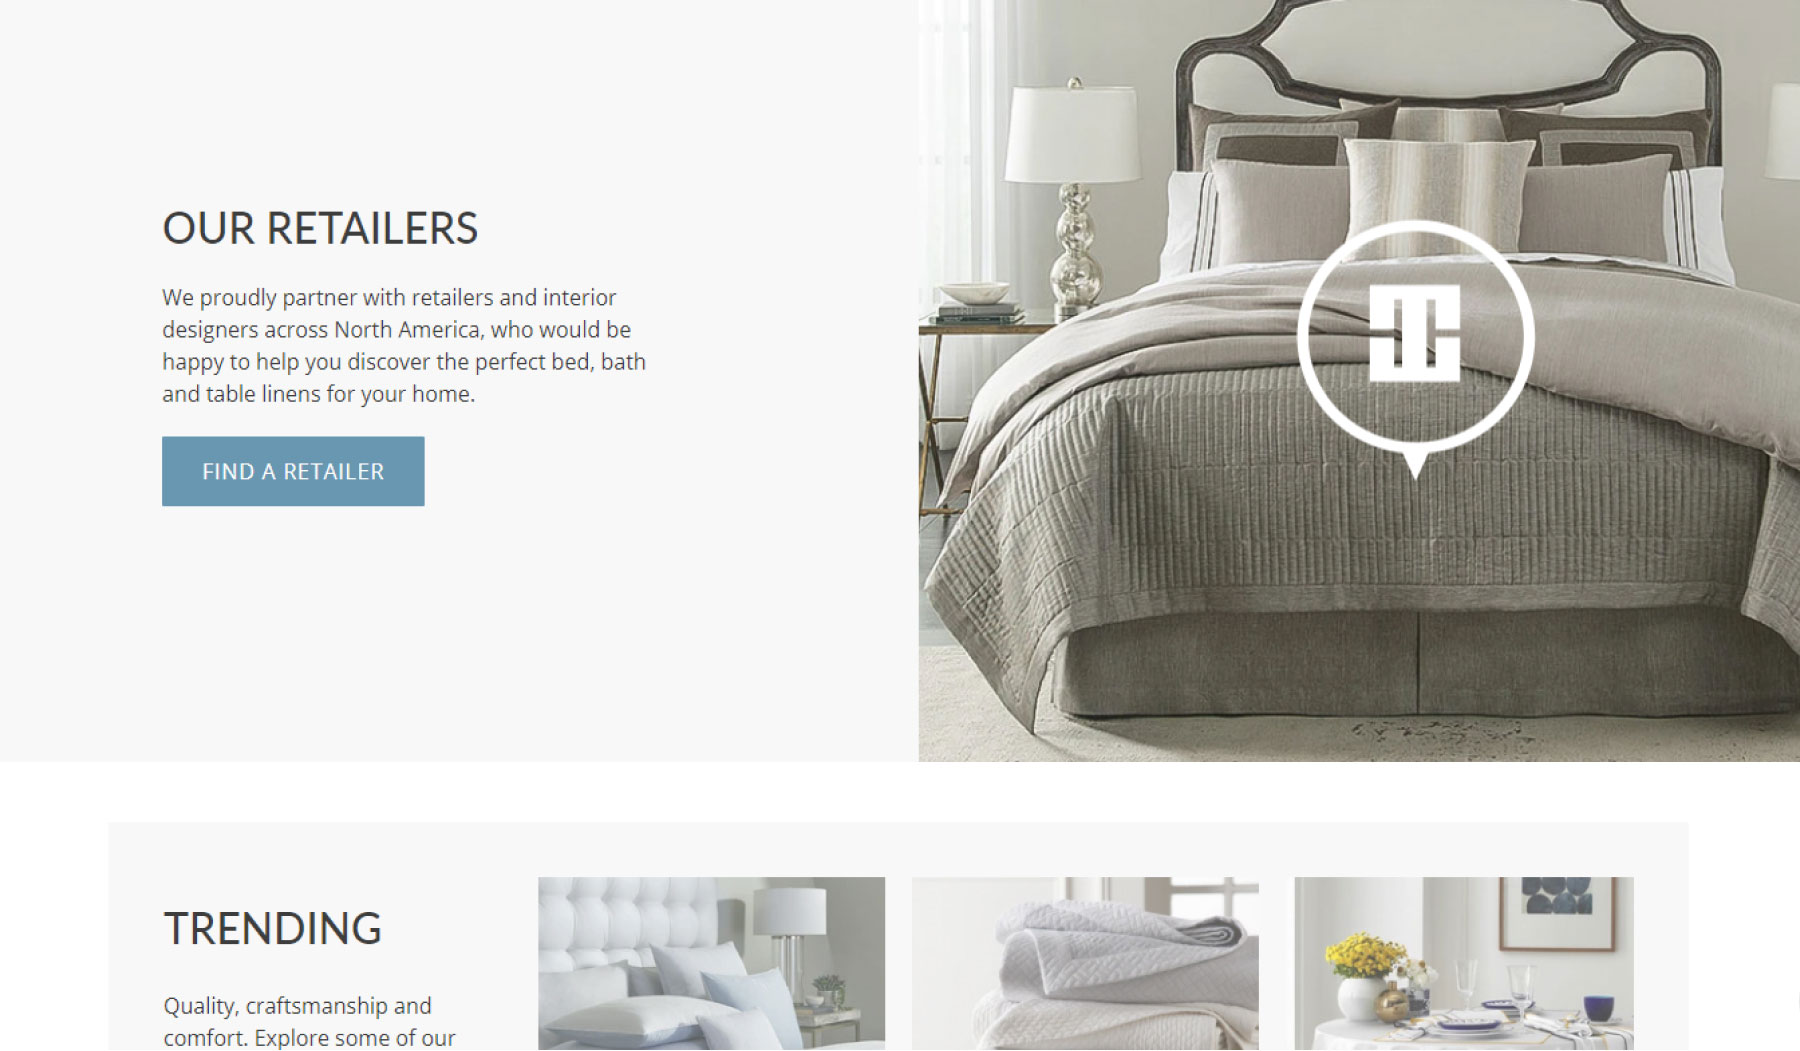 OUR RETAILERS
We proudly partner with retailers and interior
designers across North America, who would be
happy to help you discover the perfect bed, bath
and table linens for your home.
FIND A RETAILER
TRENDING
Quality, craftsmanship and
comfort. Explore some of our